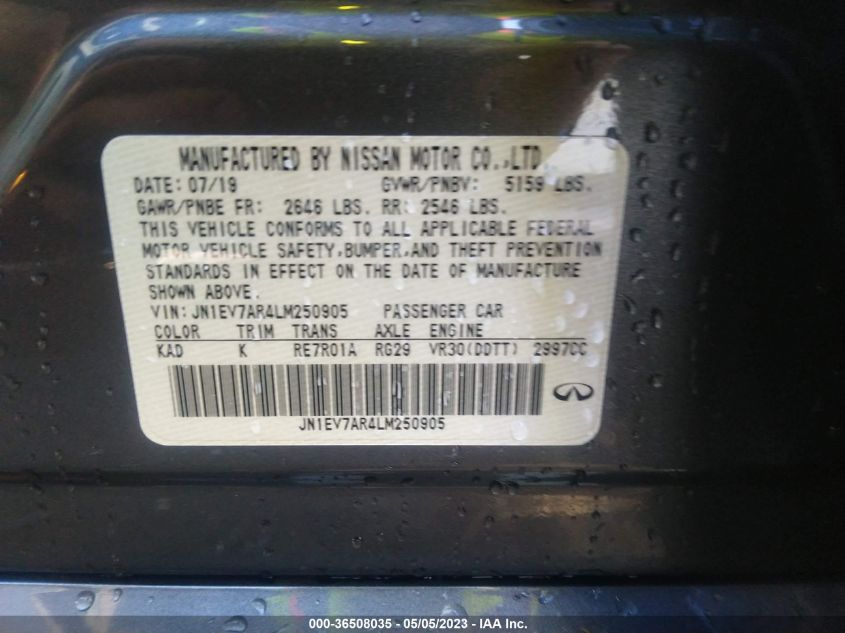 MANUFACTURED BY NISSAN MOTOR CO.,LTD.
DATE: 07/19 GVWR/PNBV: 5159 LBS.
GAWR/PNBE FR: 2646 LBS. RR: 2546 LBS.
THIS VEHICLE CONFORMS TO ALL APPLICABLE FEDERAL
MOTOR VEHICLE SAFETY,BUMPER,AND THEFT PREVENTION
STANDARDS IN EFFECT ON THE DATE OF MANUFACTURE
SHOWN ABOVE.
VIN:JN1EV7AR4LM250905 PASSENGER CAR
COLOR TRIM TRANS AXLE ENGINE
KAD K RE7R01A RG29 VR30(DDTT) 2997CC
JN1EV7AR4LM250905
000-36508035 - 05/05/2023 - IAA Inc.